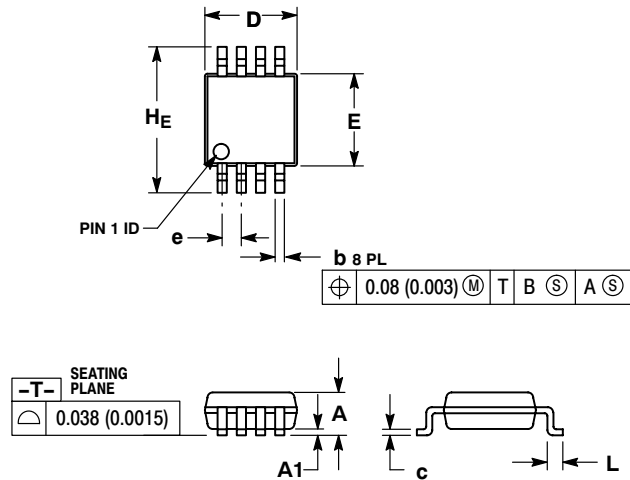 D
HE
E
PIN 1 ID
e
b 8 PL
⌖ 0.08 (0.003) Ⓜ T B Ⓢ A Ⓢ
–T– SEATING
PLANE
⌓ 0.038 (0.0015)
A
A1
c
L